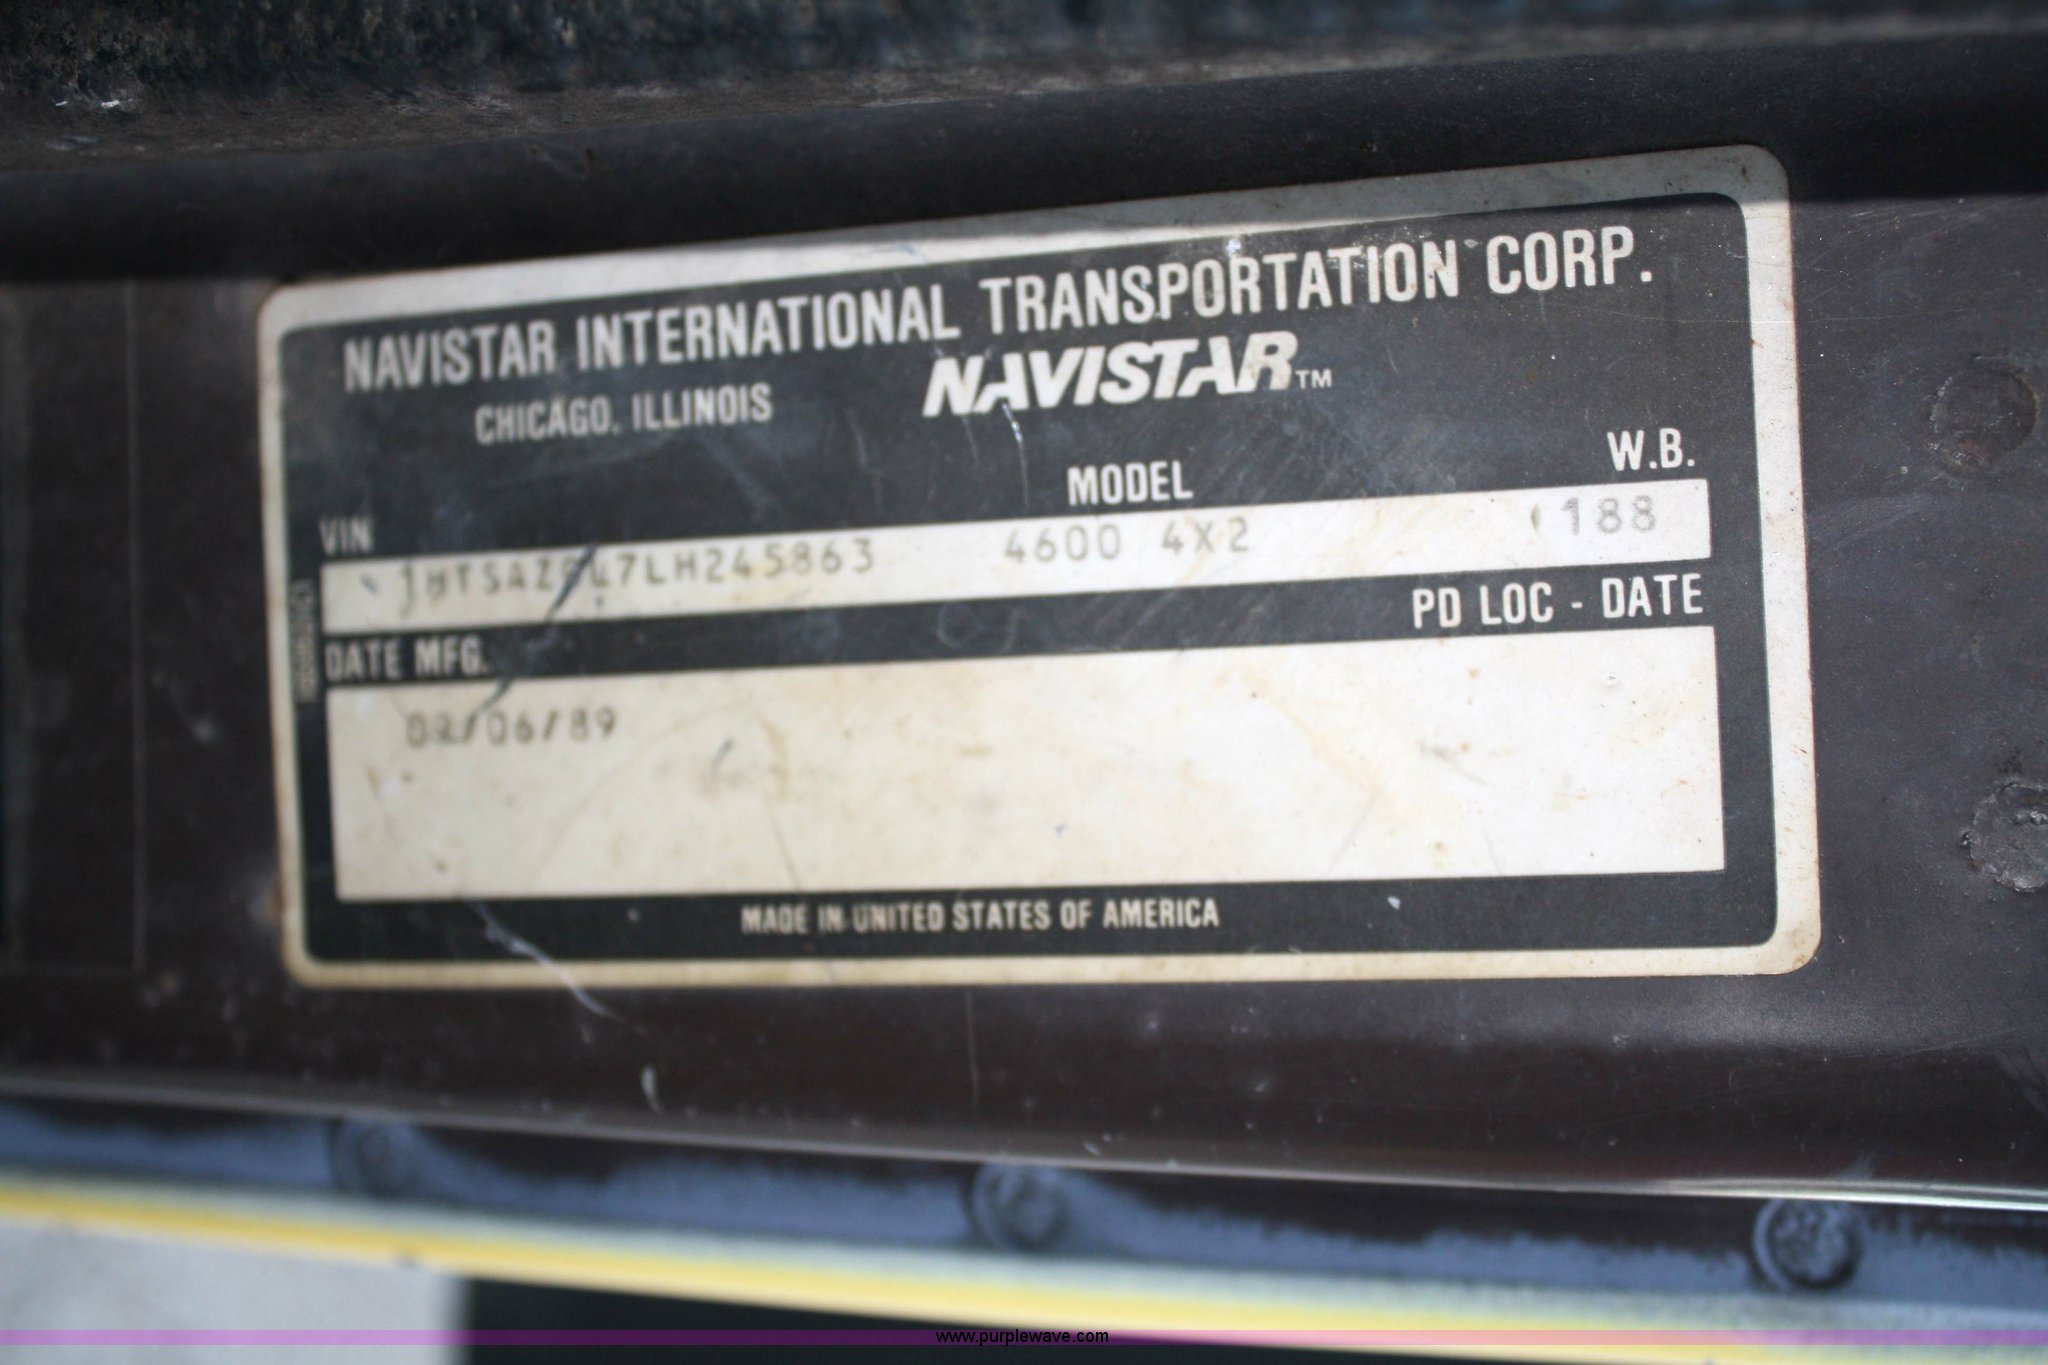 NAVISTAR INTERNATIONAL TRANSPORTATION CORP.
CHICAGO, ILLINOIS NAVISTAR™
VIN MODEL W.B.
4600 4X2 188
DATE MFG. PD LOC - DATE
MADE IN UNITED STATES OF AMERICA
www.purplewave.com